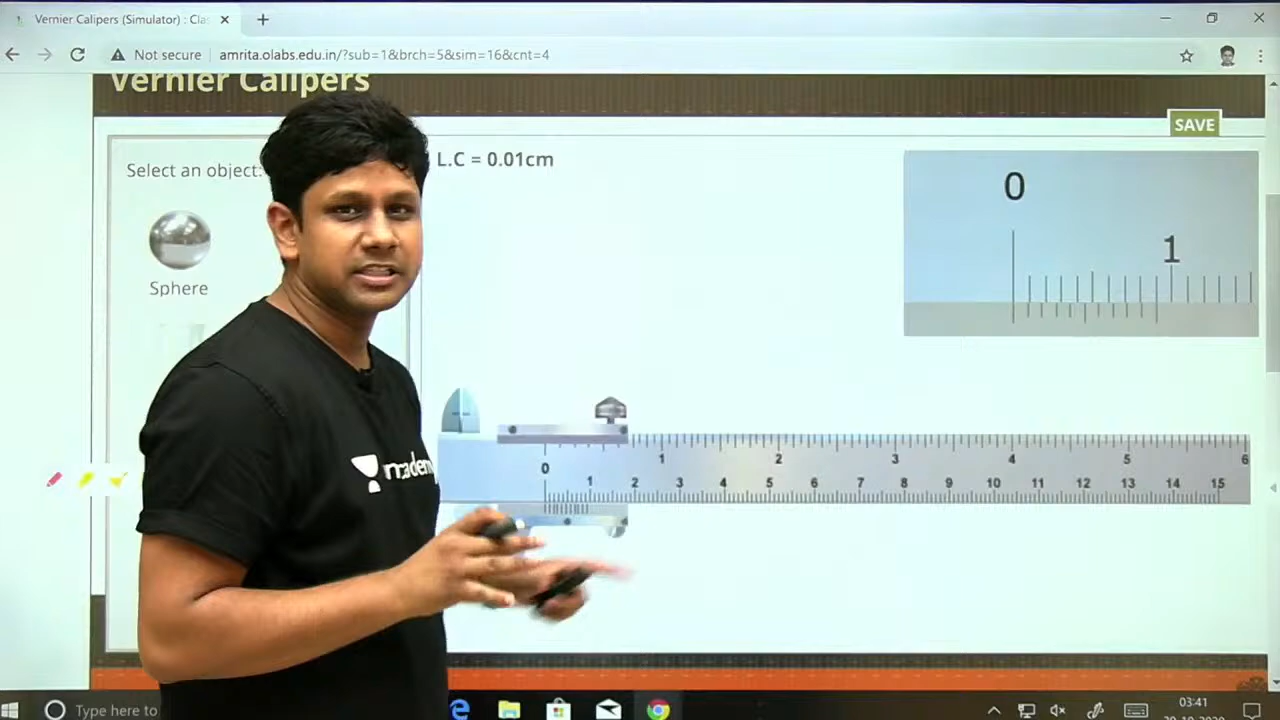 Vernier Calipers (Simulator) : Cla
Not secure
amrita.olabs.edu.in/?sub=1&brch=5&sim=16&cnt=4
Vernier Calipers
SAVE
Select an object:
L.C = 0.01cm
0
1
Sphere
1 2 3 4 5 6
0
1 2 3 4 5 6 7 8 9 10 11 12 13 14 15
Type here to
03:41